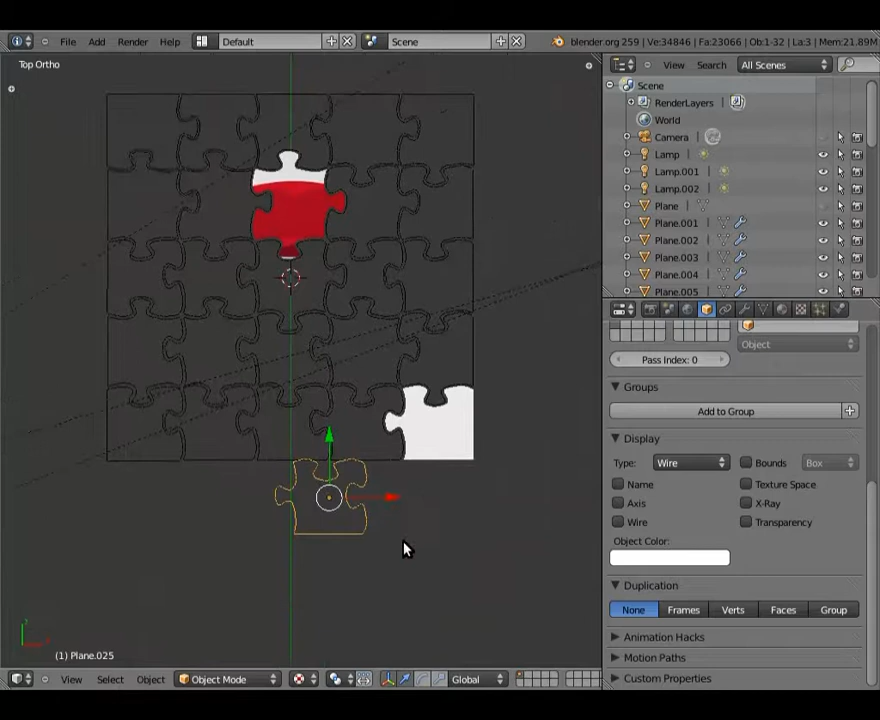 File Add Render Help Default Scene blender.org 259 | Ve:34846 | Fa:23066 | Ob:1-32 | La:3 | Mem:21.89M
Top Ortho
View Search All Scenes
Scene
RenderLayers
World
Camera
Lamp
Lamp.001
Lamp.002
Plane
Plane.001
Plane.002
Plane.003
Plane.004
Plane.005
Object
Pass Index: 0
Groups
Add to Group
Display
Type: Wire Bounds Box
Name Texture Space
Axis X-Ray
Wire Transparency
Object Color:
Duplication
None Frames Verts Faces Group
Animation Hacks
Motion Paths
Custom Properties
(1) Plane.025
View Select Object Object Mode Global